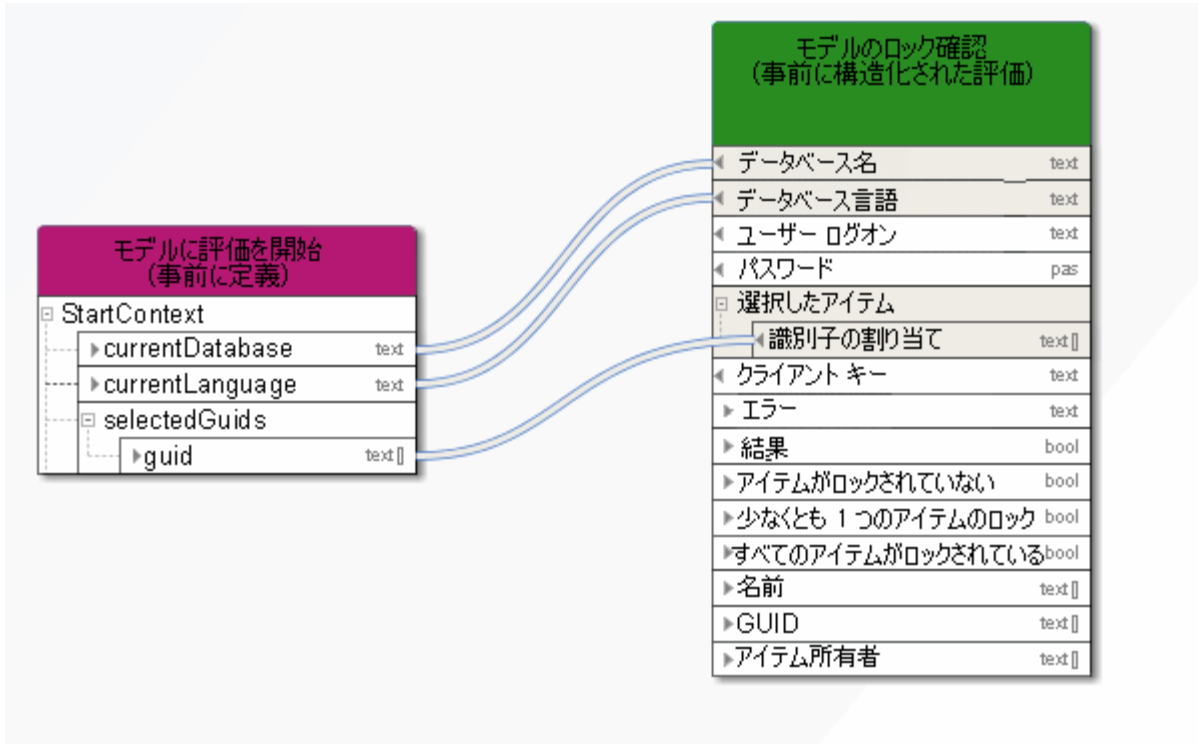 モデルに評価を開始
(事前に定義)
StartContext
currentDatabase text
currentLanguage text
selectedGuids
guid text[]
モデルのロック確認
(事前に構造化された評価)
データベース名 text
データベース言語 text
ユーザー ログオン text
パスワード pas
選択したアイテム
識別子の割り当て text[]
クライアント キー text
エラー text
結果 bool
アイテムがロックされていない bool
少なくとも 1 つのアイテムのロック bool
すべてのアイテムがロックされている bool
名前 text[]
GUID text[]
アイテム所有者 text[]